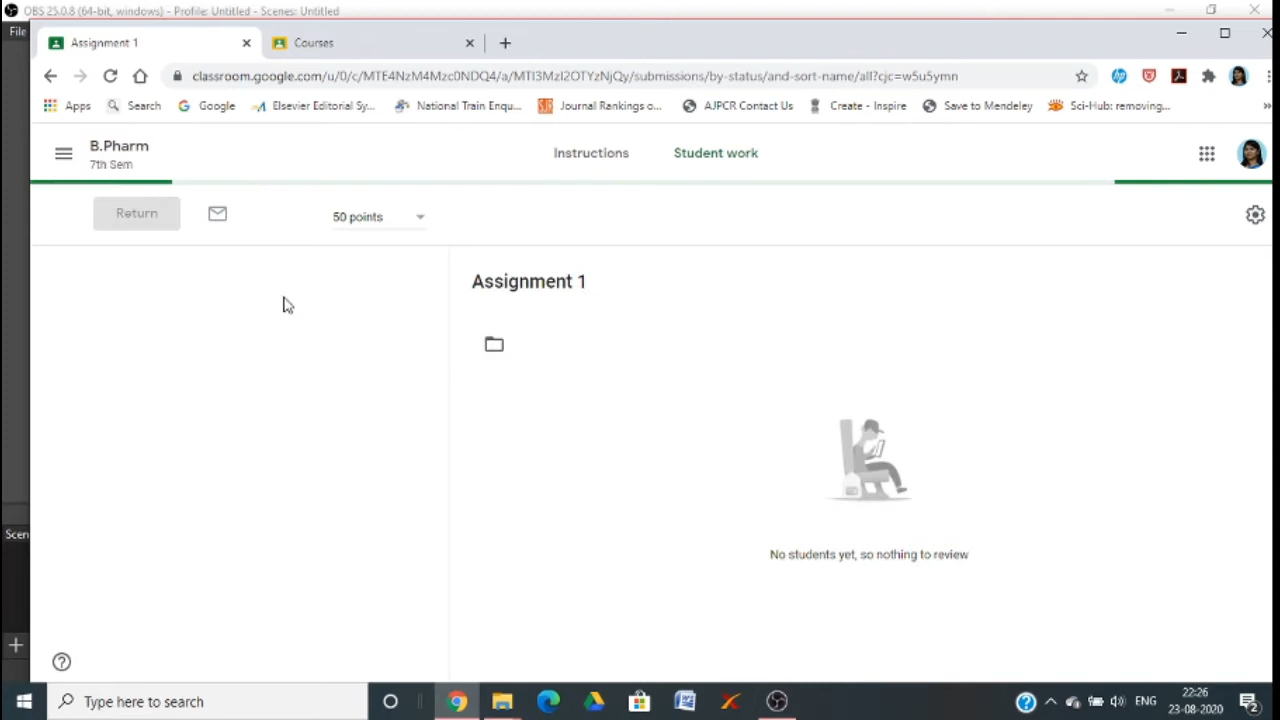 OBS 25.0.8 (64-bit, windows) - Profile: Untitled - Scenes: Untitled
File
Assignment 1
Courses
classroom.google.com/u/0/c/MTE4NzM4Mzc0NDQ4/a/MTI3MzI2OTYzNjQy/submissions/by-status/and-sort-name/all?cjc=w5u5ymn
Apps
Search
Google
Elsevier Editorial Sy...
National Train Enqu...
Journal Rankings o...
AJPCR Contact Us
Create - Inspire
Save to Mendeley
Sci-Hub: removing...
B.Pharm
7th Sem
Instructions
Student work
Return
50 points
Assignment 1
No students yet, so nothing to review
Scen
Type here to search
ENG
22:26
23-08-2020
2